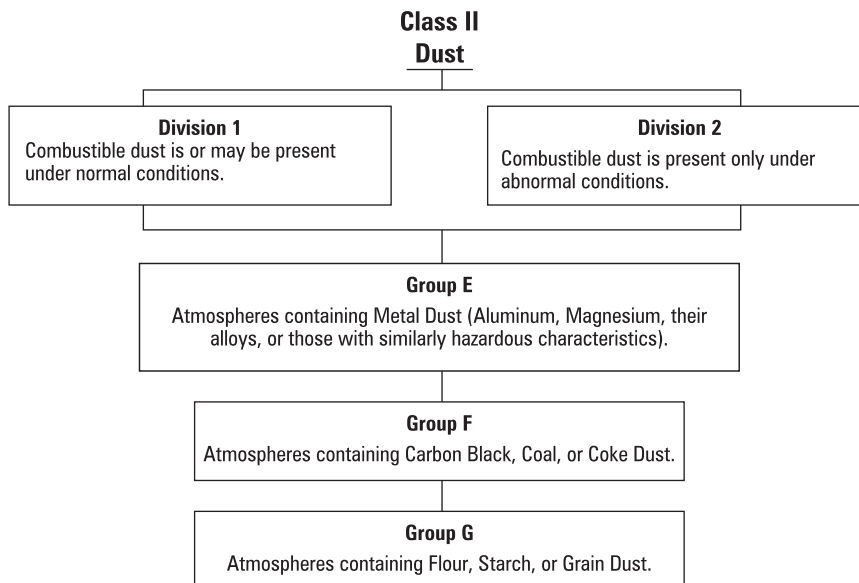 Class II
Dust
Division 1
Combustible dust is or may be present
under normal conditions.
Division 2
Combustible dust is present only under
abnormal conditions.
Group E
Atmospheres containing Metal Dust (Aluminum, Magnesium, their
alloys, or those with similarly hazardous characteristics).
Group F
Atmospheres containing Carbon Black, Coal, or Coke Dust.
Group G
Atmospheres containing Flour, Starch, or Grain Dust.